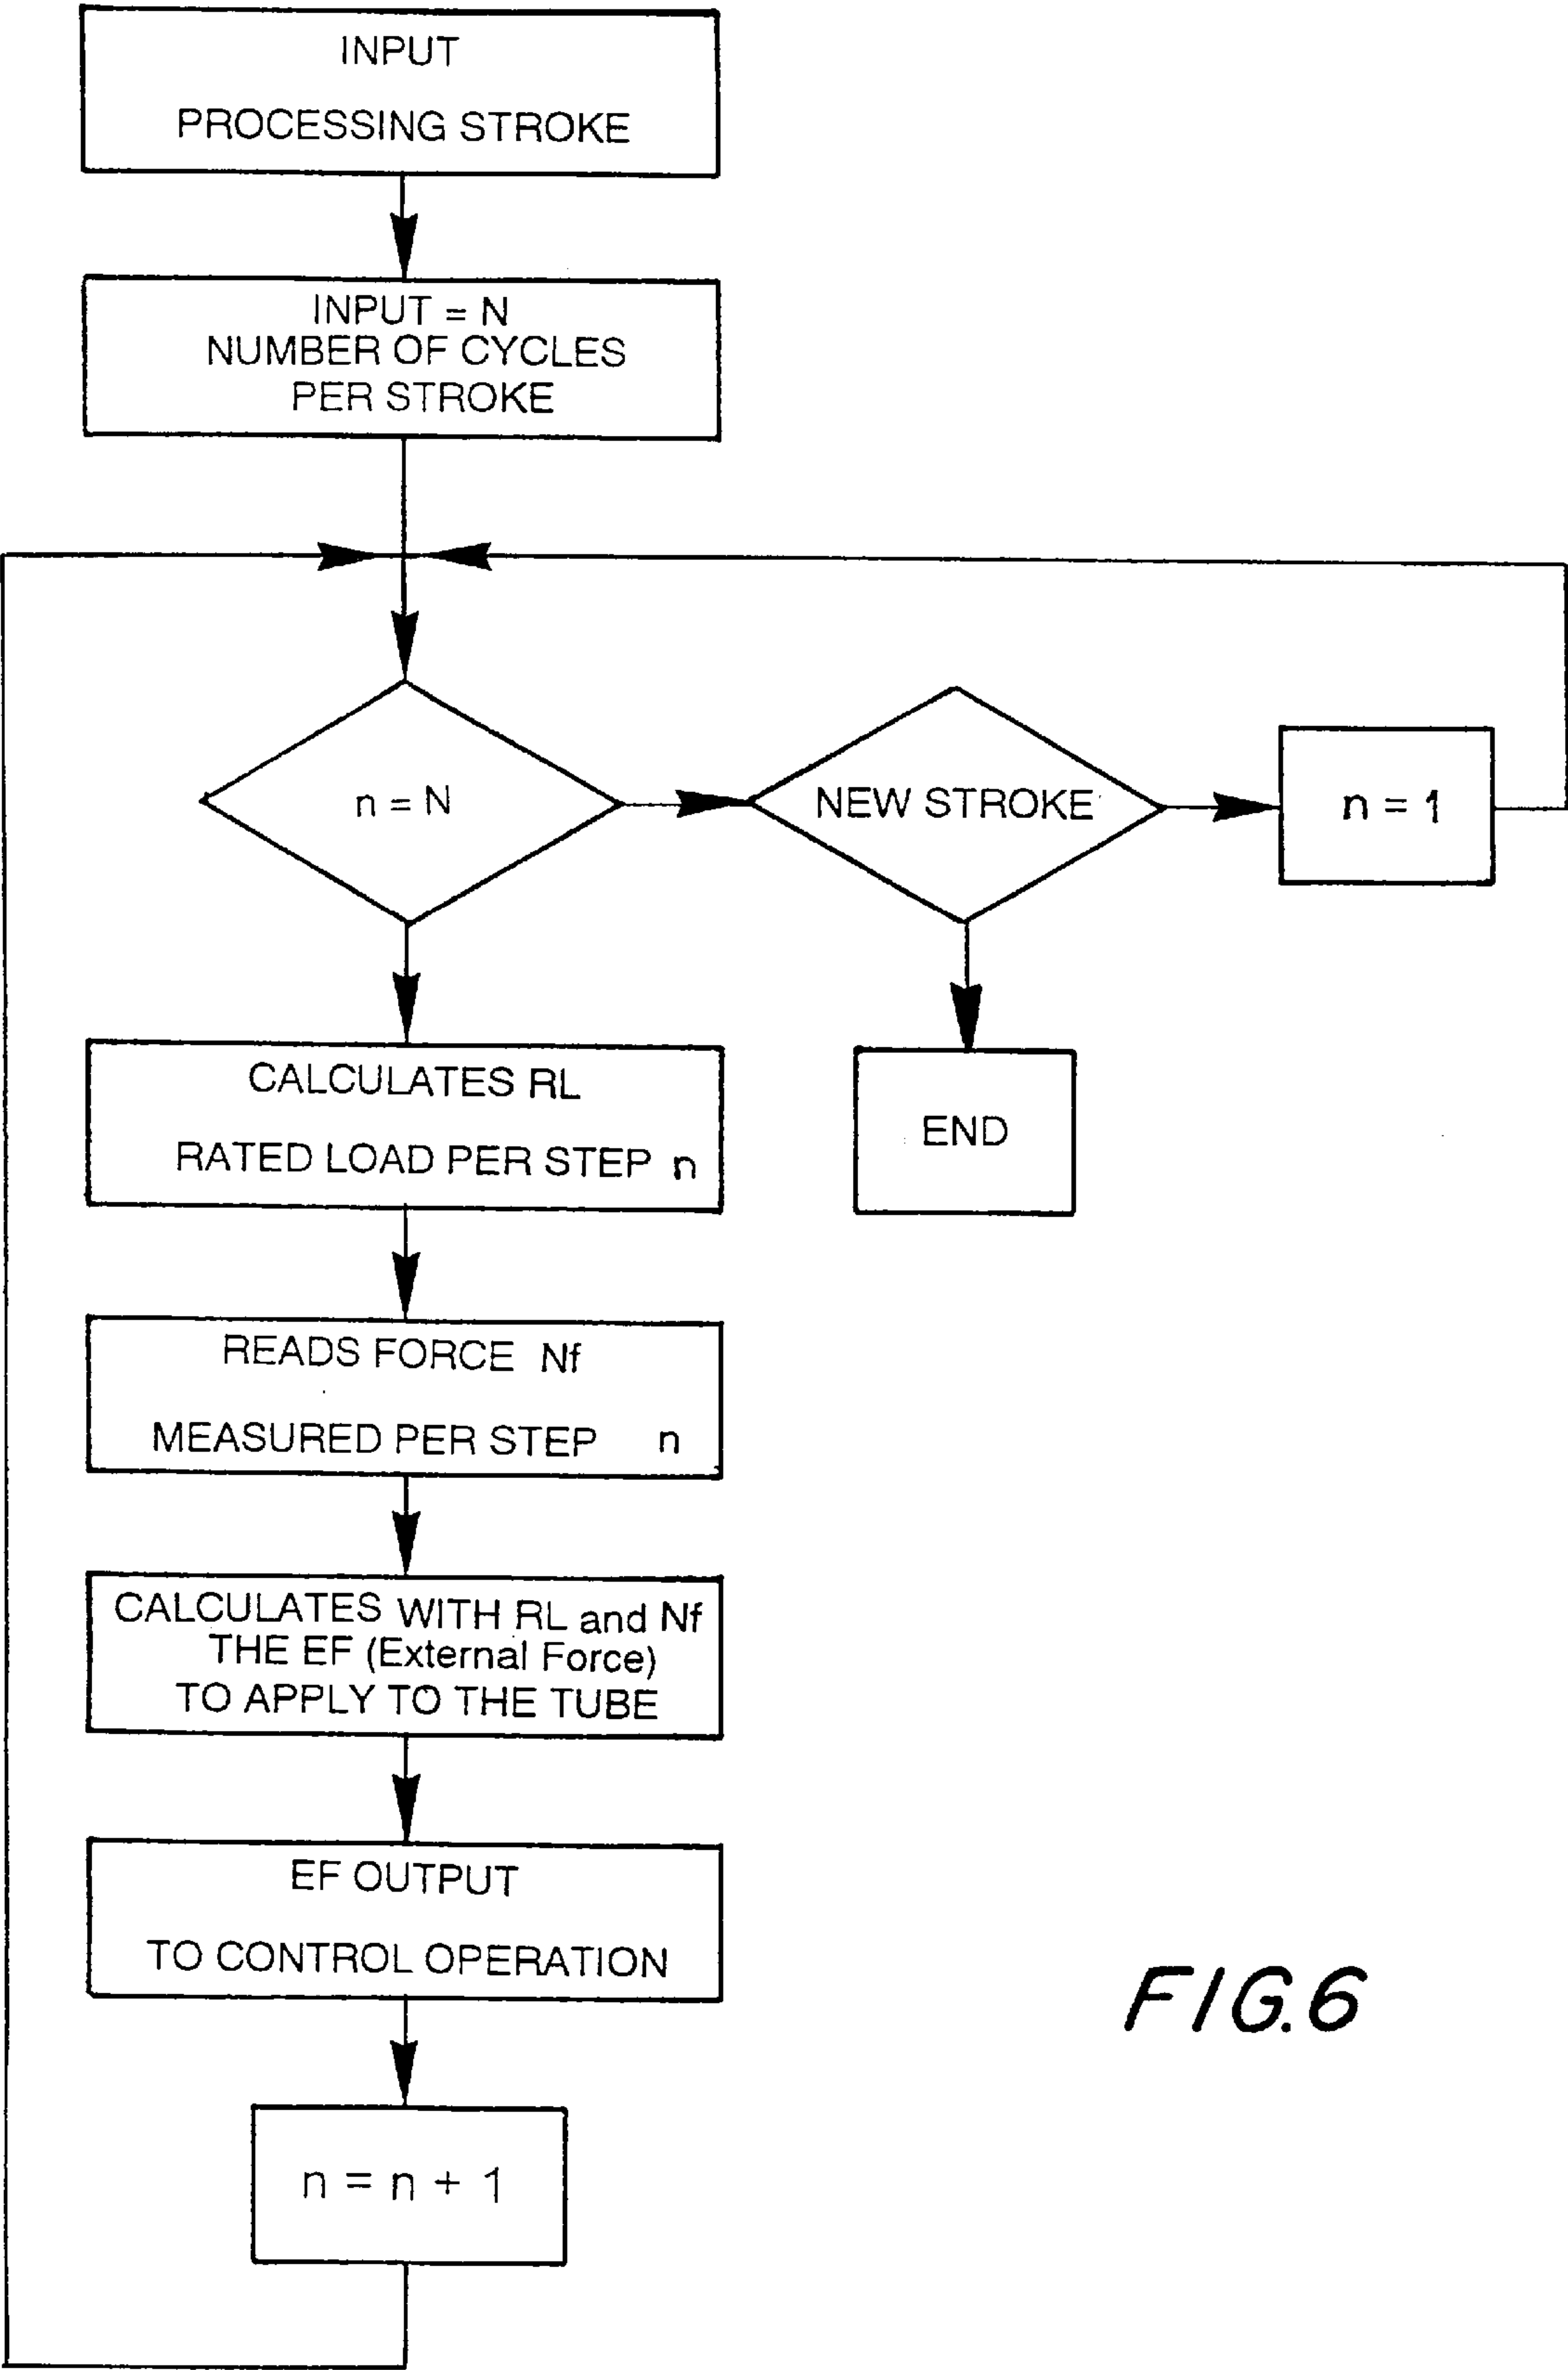 INPUT
PROCESSING STROKE
INPUT = N
NUMBER OF CYCLES
PER STROKE
n = N
NEW STROKE
n = 1
CALCULATES RL
RATED LOAD PER STEP n
END
READS FORCE Nf
MEASURED PER STEP n
CALCULATES WITH RL and Nf
THE EF (External Force)
TO APPLY TO THE TUBE
EF OUTPUT
TO CONTROL OPERATION
n = n + 1
FIG.6